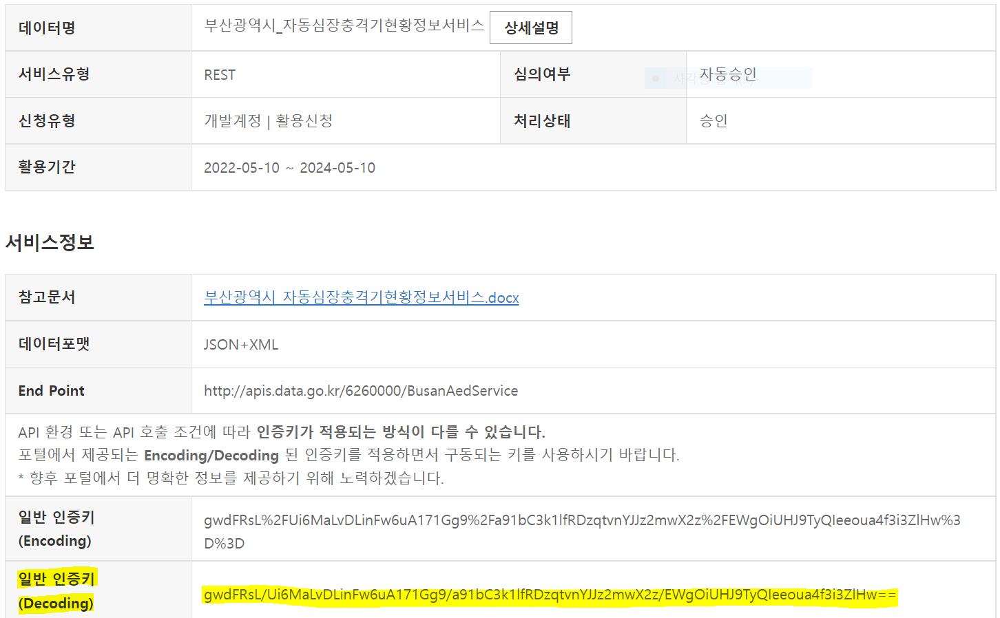 데이터명 부산광역시_자동심장충격기현황정보서비스 상세설명
서비스유형 REST 심의여부 자동승인
신청유형 개발계정 | 활용신청 처리상태 승인
활용기간 2022-05-10 ~ 2024-05-10
서비스정보
참고문서 부산광역시_자동심장충격기현황정보서비스.docx
데이터포맷 JSON+XML
End Point http://apis.data.go.kr/6260000/BusanAedService
API 환경 또는 API 호출 조건에 따라 인증키가 적용되는 방식이 다를 수 있습니다.
포털에서 제공되는 Encoding/Decoding 된 인증키를 적용하면서 구동되는 키를 사용하시기 바랍니다.
* 향후 포털에서 더 명확한 정보를 제공하기 위해 노력하겠습니다.
일반 인증키
(Encoding)
gwdFRsL%2FUi6MaLvDLinFw6uA171Gg9%2Fa91bC3k1lfRDzqtvnYJJz2mwX2z%2FEWgOiUHJ9TyQIeeoua4f3i3ZlHw%3
D%3D
일반 인증키
(Decoding)
gwdFRsL/Ui6MaLvDLinFw6uA171Gg9/a91bC3k1lfRDzqtvnYJJz2mwX2z/EWgOiUHJ9TyQIeeoua4f3i3ZlHw==